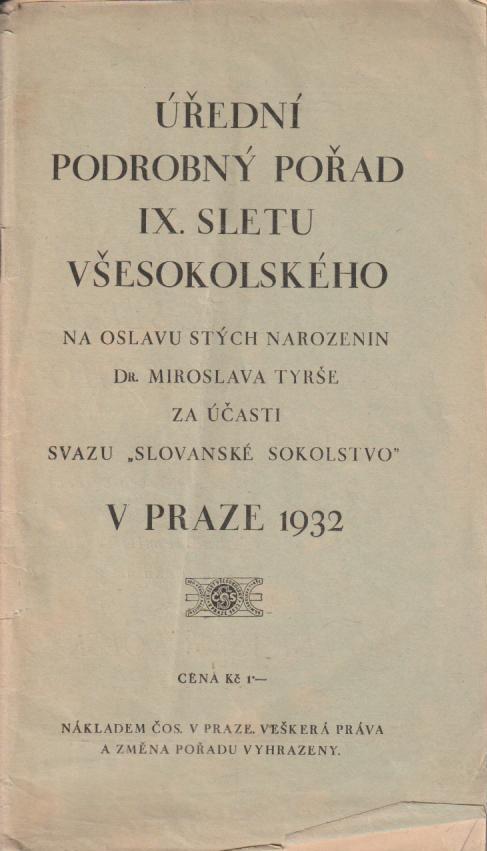 ÚŘEDNÍ
PODROBNÝ POŘAD
IX. SLETU
VŠESOKOLSKÉHO
NA OSLAVU STÝCH NAROZENIN
DR. MIROSLAVA TYRŠE
ZA ÚČASTI
SVAZU „SLOVANSKÉ SOKOLSTVO"
V PRAZE 1932
ČOS
CENA Kč 1·—
NÁKLADEM ČOS. V PRAZE. VEŠKERÁ PRÁVA
A ZMĚNA POŘADU VYHRAZENY.